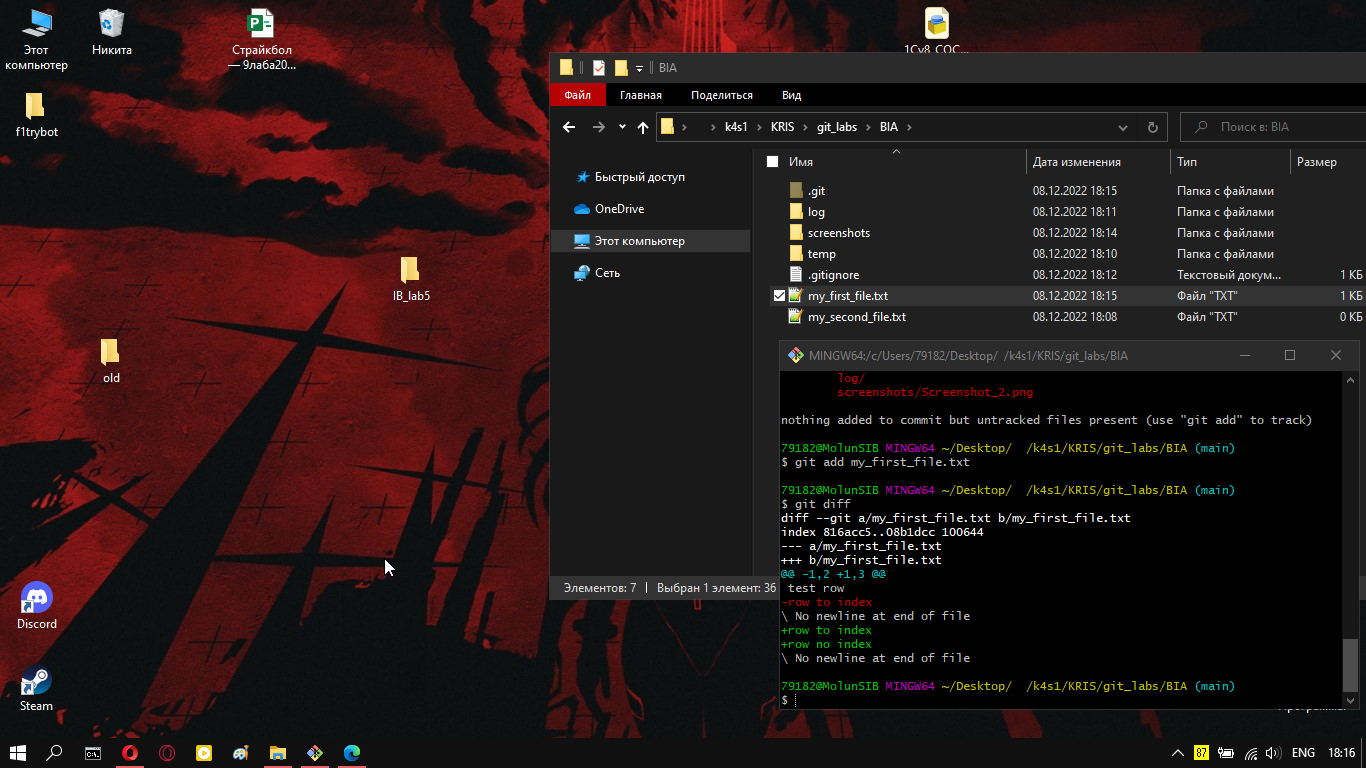 Этот
компьютер
Никита
Страйкбол
— 9лаба20...
1Cv8_COC...
f1trybot
IB_lab5
old
Discord
Steam
BIA
Файл
Главная
Поделиться
Вид
k4s1
KRIS
git_labs
BIA
Поиск в: BIA
Быстрый доступ
OneDrive
Этот компьютер
Сеть
Имя Дата изменения Тип Размер
.git 08.12.2022 18:15 Папка с файлами
log 08.12.2022 18:11 Папка с файлами
screenshots 08.12.2022 18:14 Папка с файлами
temp 08.12.2022 18:10 Папка с файлами
.gitignore 08.12.2022 18:12 Текстовый докум... 1 КБ
my_first_file.txt 08.12.2022 18:15 Файл "TXT" 1 КБ
my_second_file.txt 08.12.2022 18:08 Файл "TXT" 0 КБ
Элементов: 7 Выбран 1 элемент: 36
MINGW64:/c/Users/79182/Desktop/ /k4s1/KRIS/git_labs/BIA
log/
screenshots/Screenshot_2.png
nothing added to commit but untracked files present (use "git add" to track)
79182@MolunSIB MINGW64 ~/Desktop/ /k4s1/KRIS/git_labs/BIA (main)
$ git add my_first_file.txt
79182@MolunSIB MINGW64 ~/Desktop/ /k4s1/KRIS/git_labs/BIA (main)
$ git diff
diff --git a/my_first_file.txt b/my_first_file.txt
index 816acc5..08b1dcc 100644
--- a/my_first_file.txt
+++ b/my_first_file.txt
@@ -1,2 +1,3 @@
test row
-row to index
\ No newline at end of file
+row to index
+row no index
\ No newline at end of file
79182@MolunSIB MINGW64 ~/Desktop/ /k4s1/KRIS/git_labs/BIA (main)
$
87
ENG
18:16